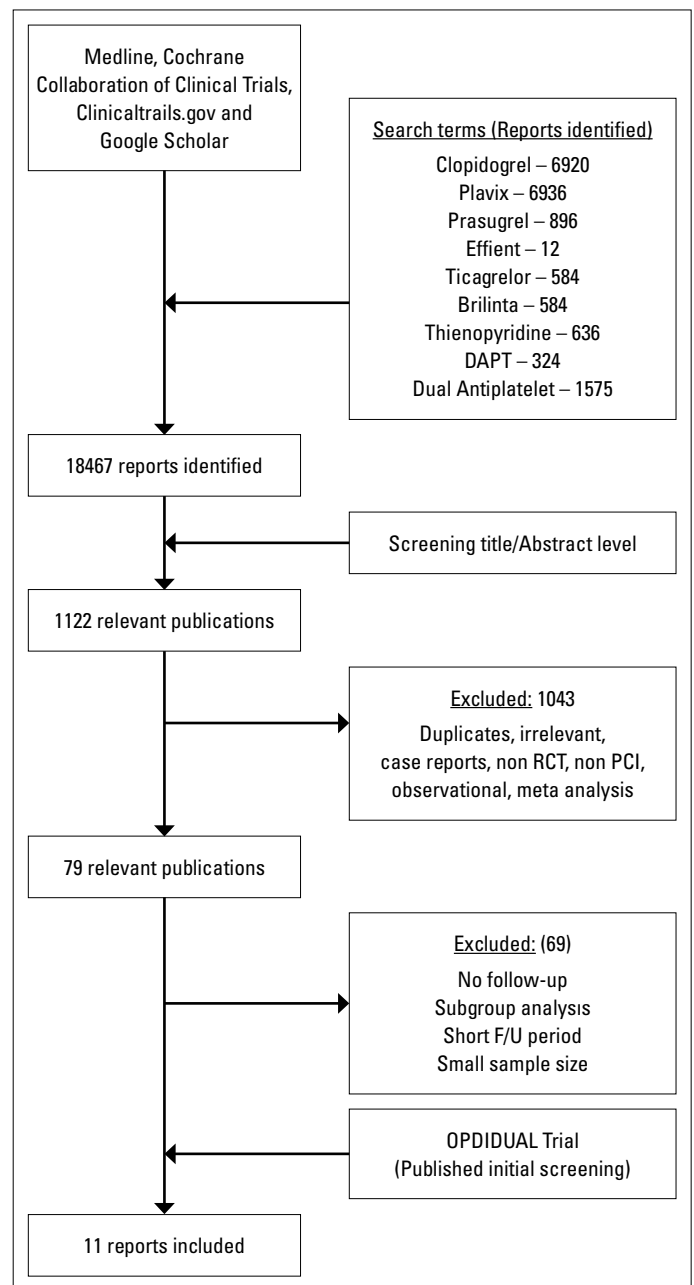 Medline, Cochrane
Collaboration of Clinical Trials,
Clinicaltrails.gov and
Google Scholar
Search terms (Reports identified)
Clopidogrel – 6920
Plavix – 6936
Prasugrel – 896
Effient – 12
Ticagrelor – 584
Brilinta – 584
Thienopyridine – 636
DAPT – 324
Dual Antiplatelet – 1575
18467 reports identified
Screening title/Abstract level
1122 relevant publications
Excluded: 1043
Duplicates, irrelevant,
case reports, non RCT, non PCI,
observational, meta analysis
79 relevant publications
Excluded: (69)
No follow-up
Subgroup analysis
Short F/U period
Small sample size
OPDIDUAL Trial
(Published initial screening)
11 reports included